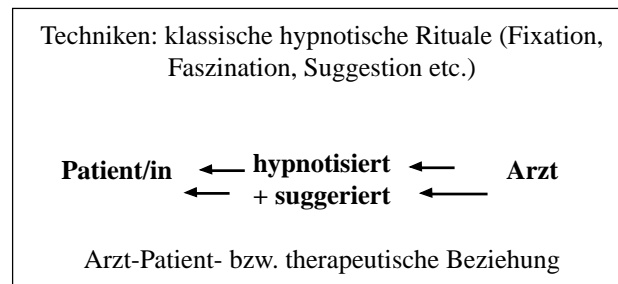 Techniken: klassische hypnotische Rituale (Fixation,
Faszination, Suggestion etc.)
Patient/in hypnotisiert Arzt
+ suggeriert
Arzt-Patient- bzw. therapeutische Beziehung